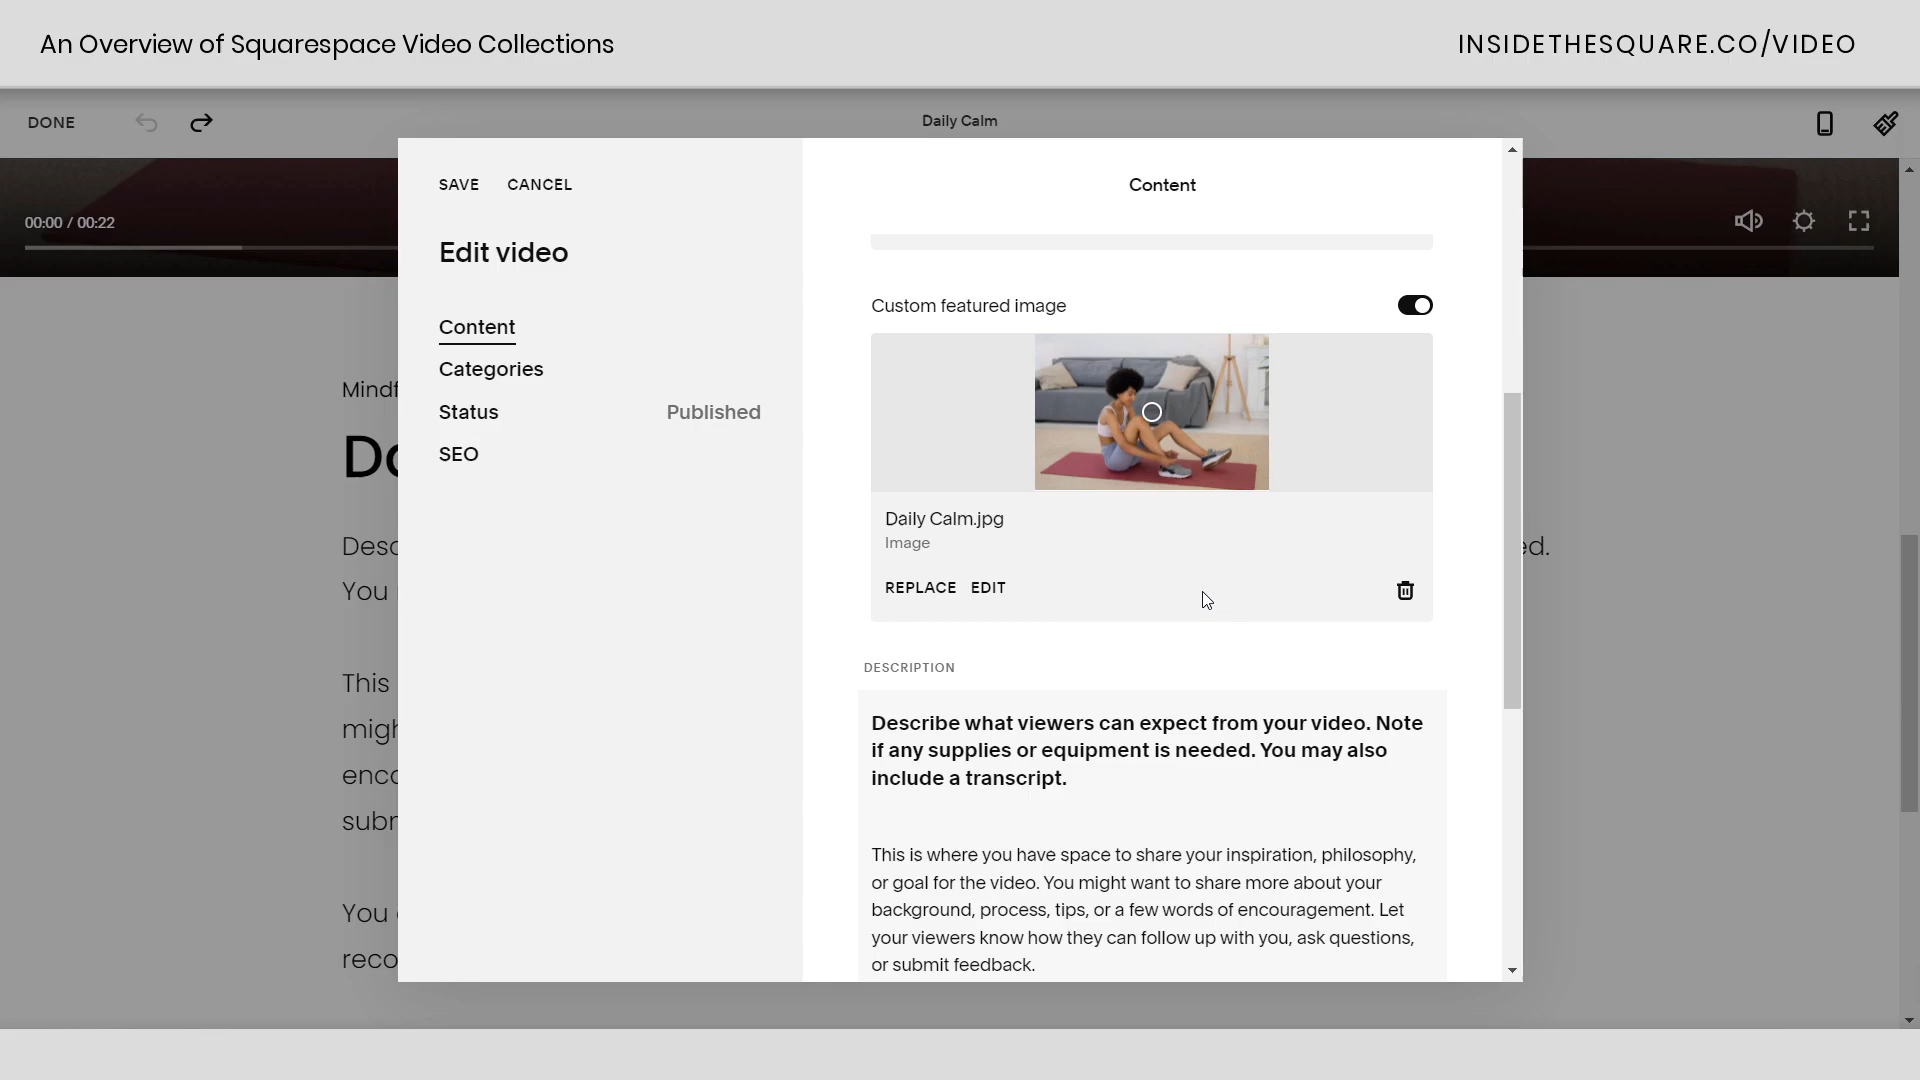 An Overview of Squarespace Video Collections
INSIDETHESQUARE.CO/VIDEO
DONE
Daily Calm
00:00 / 00:22
SAVE CANCEL
Edit video
Content
Categories
Status Published
SEO
Content
Custom featured image
Daily Calm.jpg
Image
REPLACE EDIT
DESCRIPTION
Describe what viewers can expect from your video. Note
if any supplies or equipment is needed. You may also
include a transcript.
This is where you have space to share your inspiration, philosophy,
or goal for the video. You might want to share more about your
background, process, tips, or a few words of encouragement. Let
your viewers know how they can follow up with you, ask questions,
or submit feedback.
You
This
You